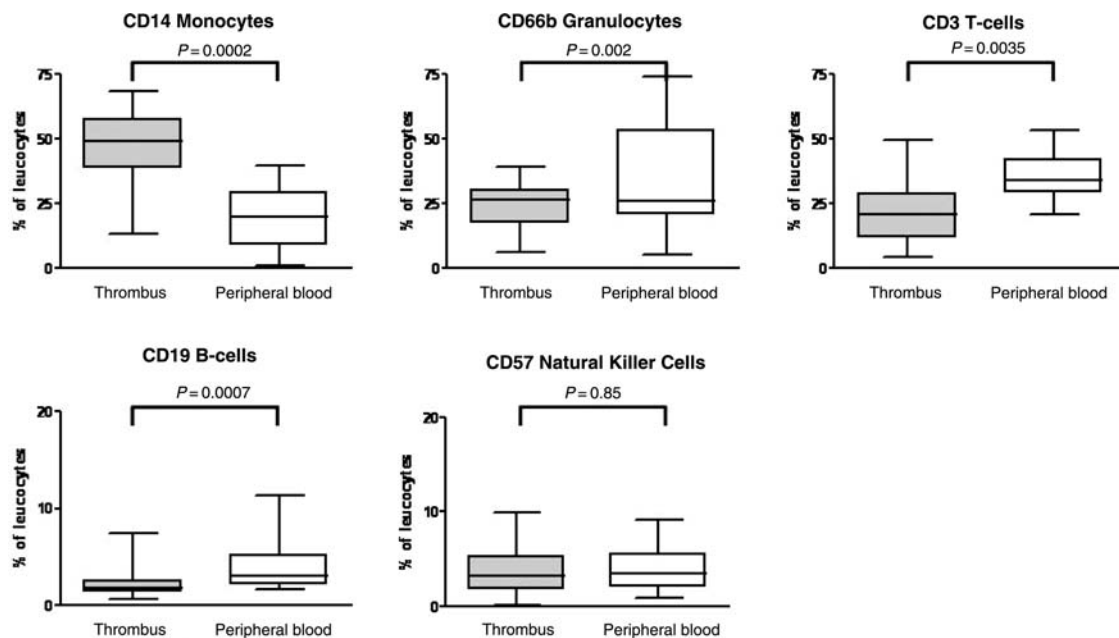 CD14 Monocytes
P = 0.0002
% of leucocytes
75
50
25
0
Thrombus Peripheral blood
CD66b Granulocytes
P = 0.002
% of leucocytes
75
50
25
0
Thrombus Peripheral blood
CD3 T-cells
P = 0.0035
% of leucocytes
75
50
25
0
Thrombus Peripheral blood
CD19 B-cells
P = 0.0007
% of leucocytes
20
10
0
Thrombus Peripheral blood
CD57 Natural Killer Cells
P = 0.85
% of leucocytes
20
10
0
Thrombus Peripheral blood